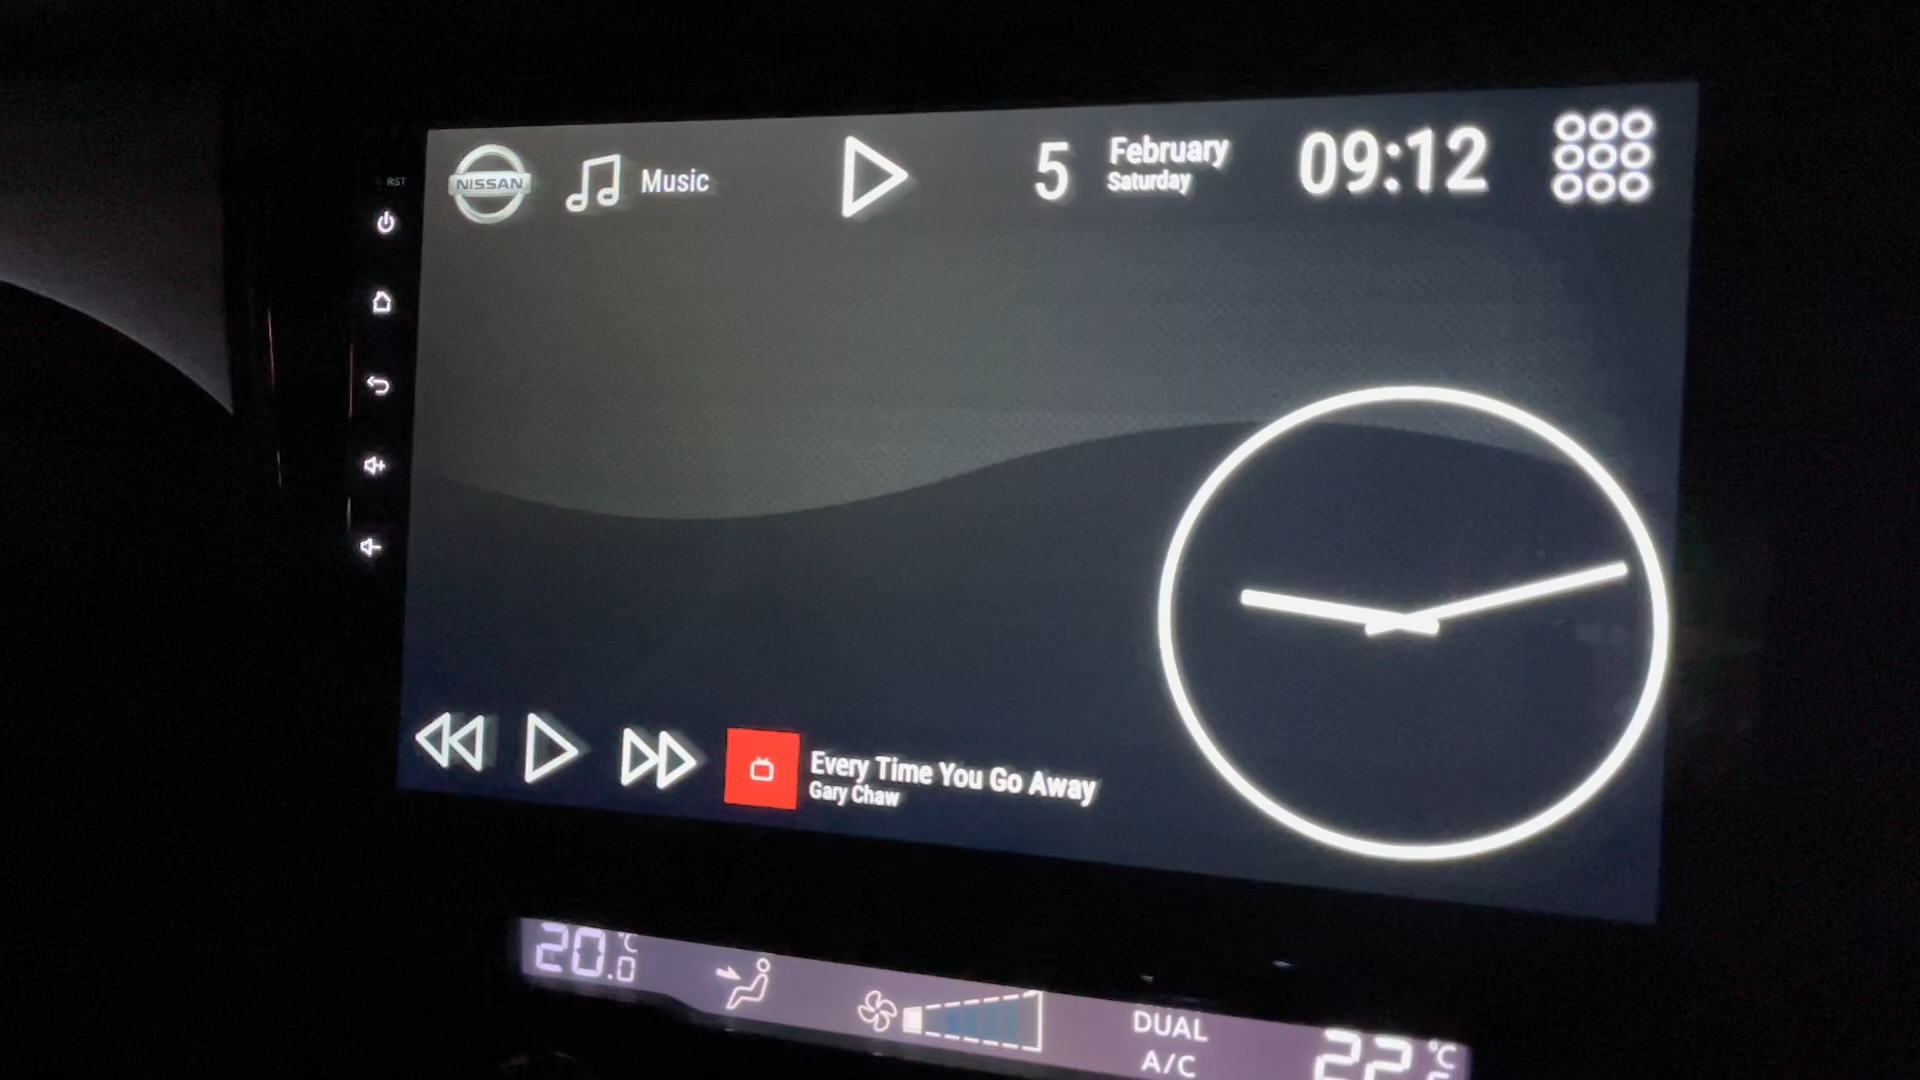 RST
NISSAN
Music
5
February
Saturday
09:12
Every Time You Go Away
Gary Chaw
20.0 °C
DUAL
A/C
22 °C